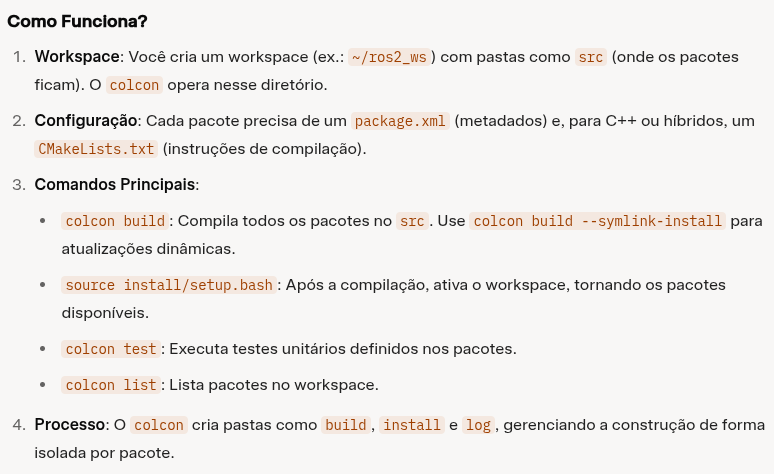 Como Funciona?
1. Workspace: Você cria um workspace (ex.: ~/ros2_ws) com pastas como src (onde os pacotes
ficam). O colcon opera nesse diretório.
2. Configuração: Cada pacote precisa de um package.xml (metadados) e, para C++ ou híbridos, um
CMakeLists.txt (instruções de compilação).
3. Comandos Principais:
• colcon build: Compila todos os pacotes no src. Use colcon build --symlink-install para
atualizações dinâmicas.
• source install/setup.bash: Após a compilação, ativa o workspace, tornando os pacotes
disponíveis.
• colcon test: Executa testes unitários definidos nos pacotes.
• colcon list: Lista pacotes no workspace.
4. Processo: O colcon cria pastas como build, install e log, gerenciando a construção de forma
isolada por pacote.